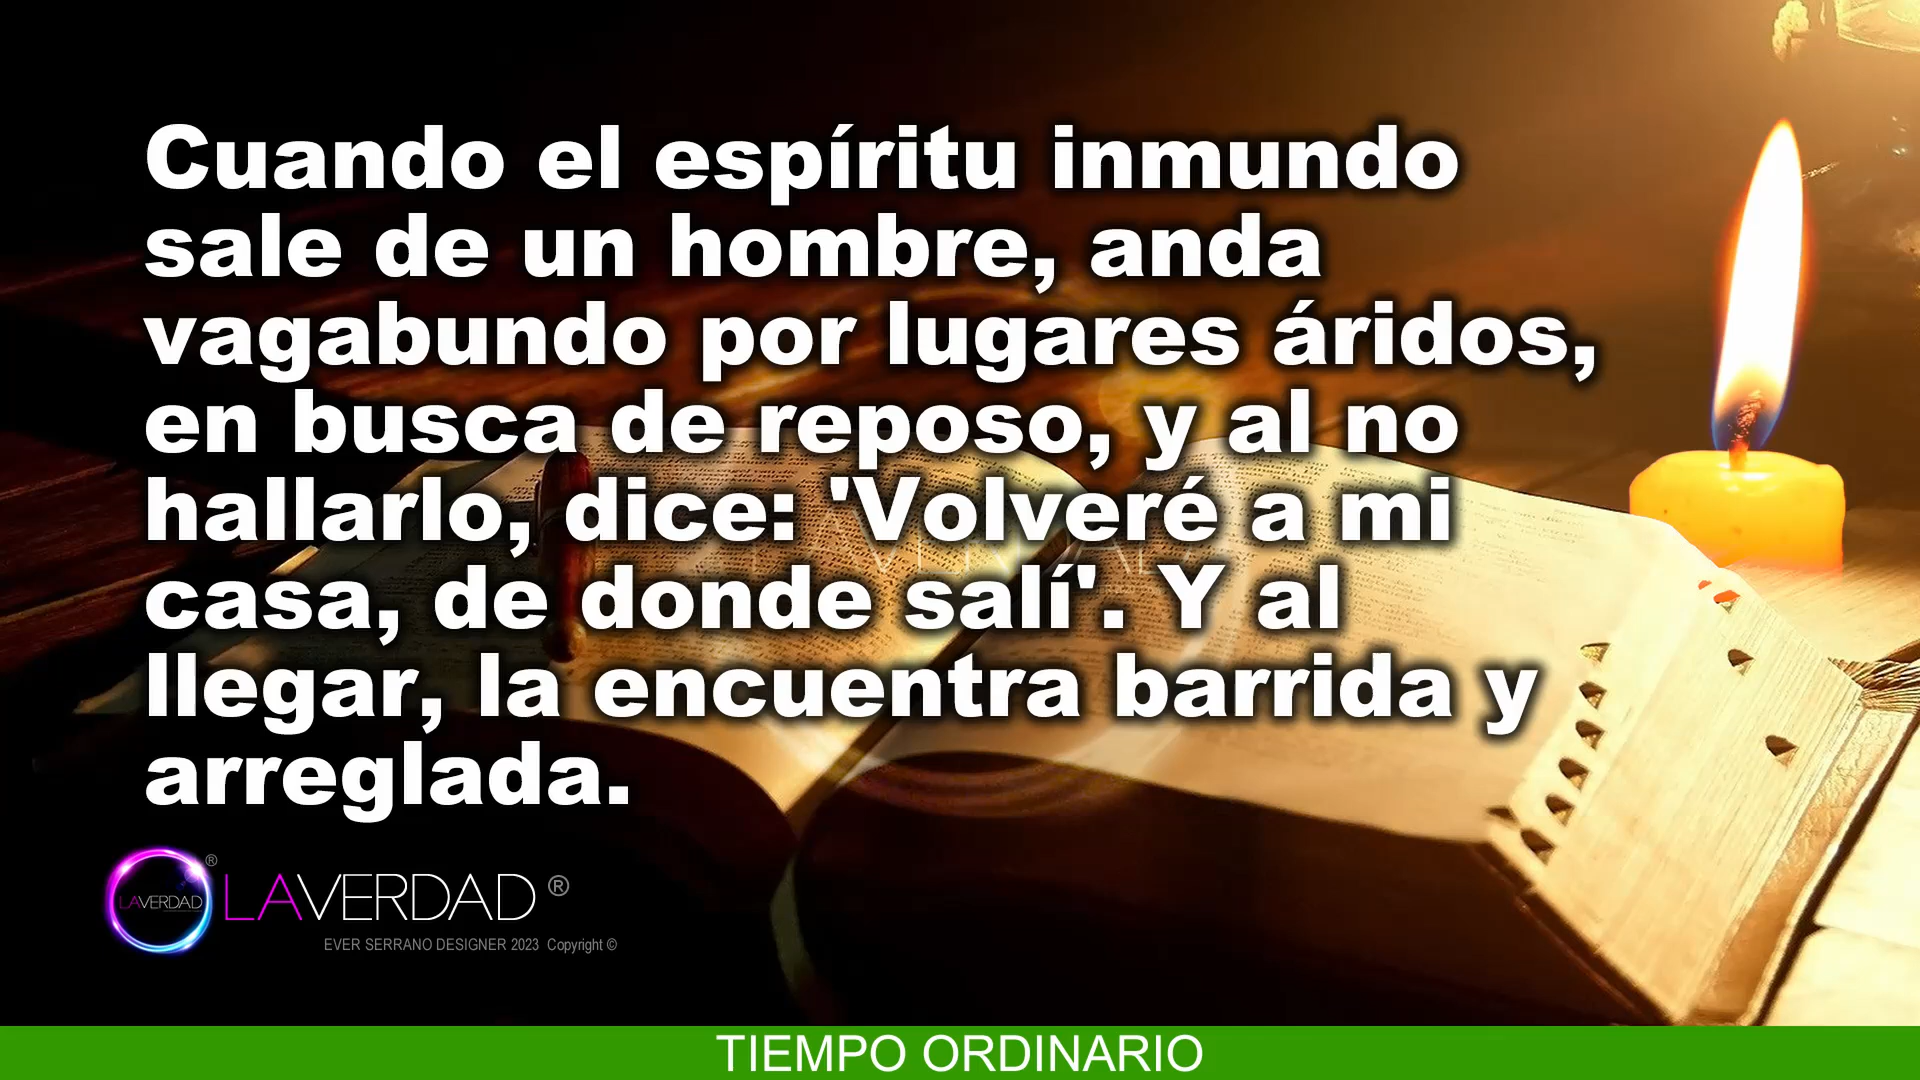 Cuando el espíritu inmundo
sale de un hombre, anda
vagabundo por lugares áridos,
en busca de reposo, y al no
hallarlo, dice: 'Volveré a mi
casa, de donde salí'. Y al
llegar, la encuentra barrida y
arreglada.
LAVERDAD ®
LAVERDAD ®
EVER SERRANO DESIGNER 2023 Copyright ©
TIEMPO ORDINARIO